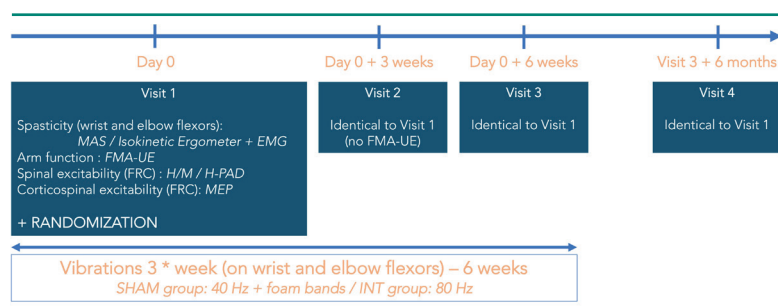 Day 0
Day 0 + 3 weeks
Day 0 + 6 weeks
Visit 3 + 6 months
Visit 1
Spasticity (wrist and elbow flexors):
MAS / Isokinetic Ergometer + EMG
Arm function : FMA-UE
Spinal excitability (FRC) : H/M / H-PAD
Corticospinal excitability (FRC): MEP
+ RANDOMIZATION
Visit 2
Identical to Visit 1
(no FMA-UE)
Visit 3
Identical to Visit 1
Visit 4
Identical to Visit 1
Vibrations 3 * week (on wrist and elbow flexors) – 6 weeks
SHAM group: 40 Hz + foam bands / INT group: 80 Hz